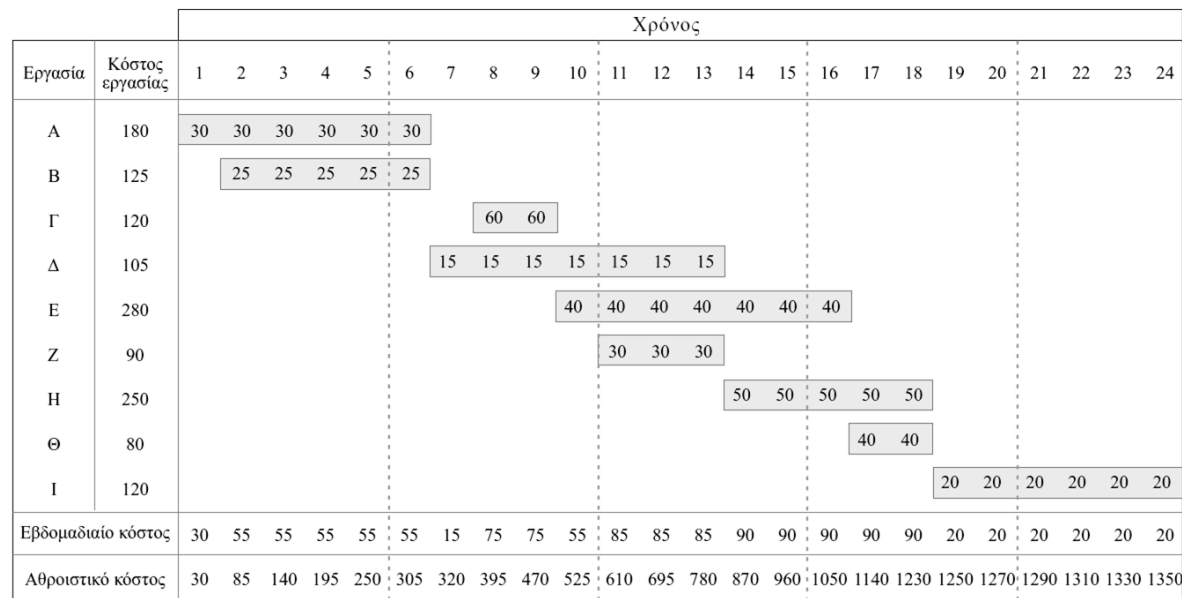 Χρόνος
Εργασία Κόστος εργασίας 1 2 3 4 5 6 7 8 9 10 11 12 13 14 15 16 17 18 19 20 21 22 23 24
Α 180 30 30 30 30 30 30
Β 125 25 25 25 25 25
Γ 120 60 60
Δ 105 15 15 15 15 15 15 15
Ε 280 40 40 40 40 40 40 40
Ζ 90 30 30 30
Η 250 50 50 50 50 50
Θ 80 40 40
Ι 120 20 20 20 20 20 20
Εβδομαδιαίο κόστος 30 55 55 55 55 55 15 75 75 55 85 85 85 90 90 90 90 90 20 20 20 20 20 20
Αθροιστικό κόστος 30 85 140 195 250 305 320 395 470 525 610 695 780 870 960 1050 1140 1230 1250 1270 1290 1310 1330 1350